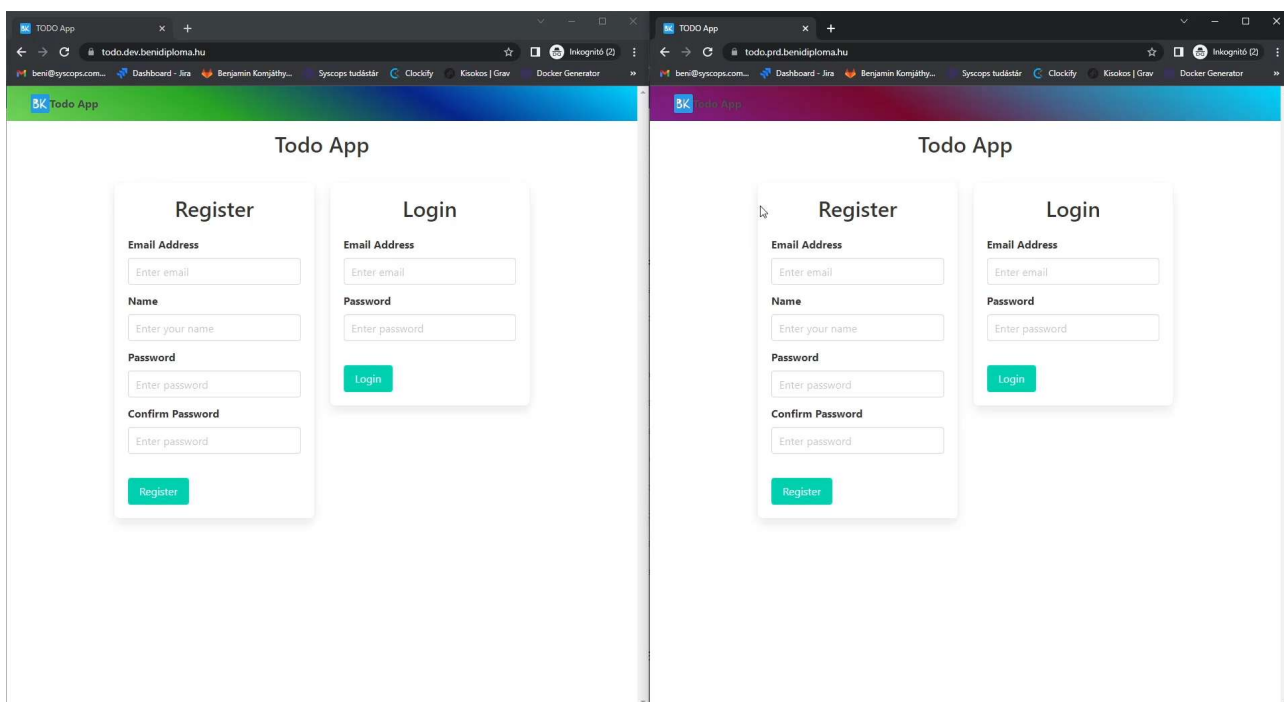 TODO App
todo.dev.benidiploma.hu
Inkognitó (2)
beni@syscops.com...
Dashboard - Jira
Benjamin Komjáthy...
Syscops tudástár
Clockify
Kisokos | Grav
Docker Generator
»
BK Todo App
Todo App
Register
Email Address
Enter email
Name
Enter your name
Password
Enter password
Confirm Password
Enter password
Register
Login
Email Address
Enter email
Password
Enter password
Login
TODO App
todo.prd.benidiploma.hu
Inkognitó (2)
beni@syscops.com...
Dashboard - Jira
Benjamin Komjáthy...
Syscops tudástár
Clockify
Kisokos | Grav
Docker Generator
»
BK Todo App
Todo App
Register
Email Address
Enter email
Name
Enter your name
Password
Enter password
Confirm Password
Enter password
Register
Login
Email Address
Enter email
Password
Enter password
Login